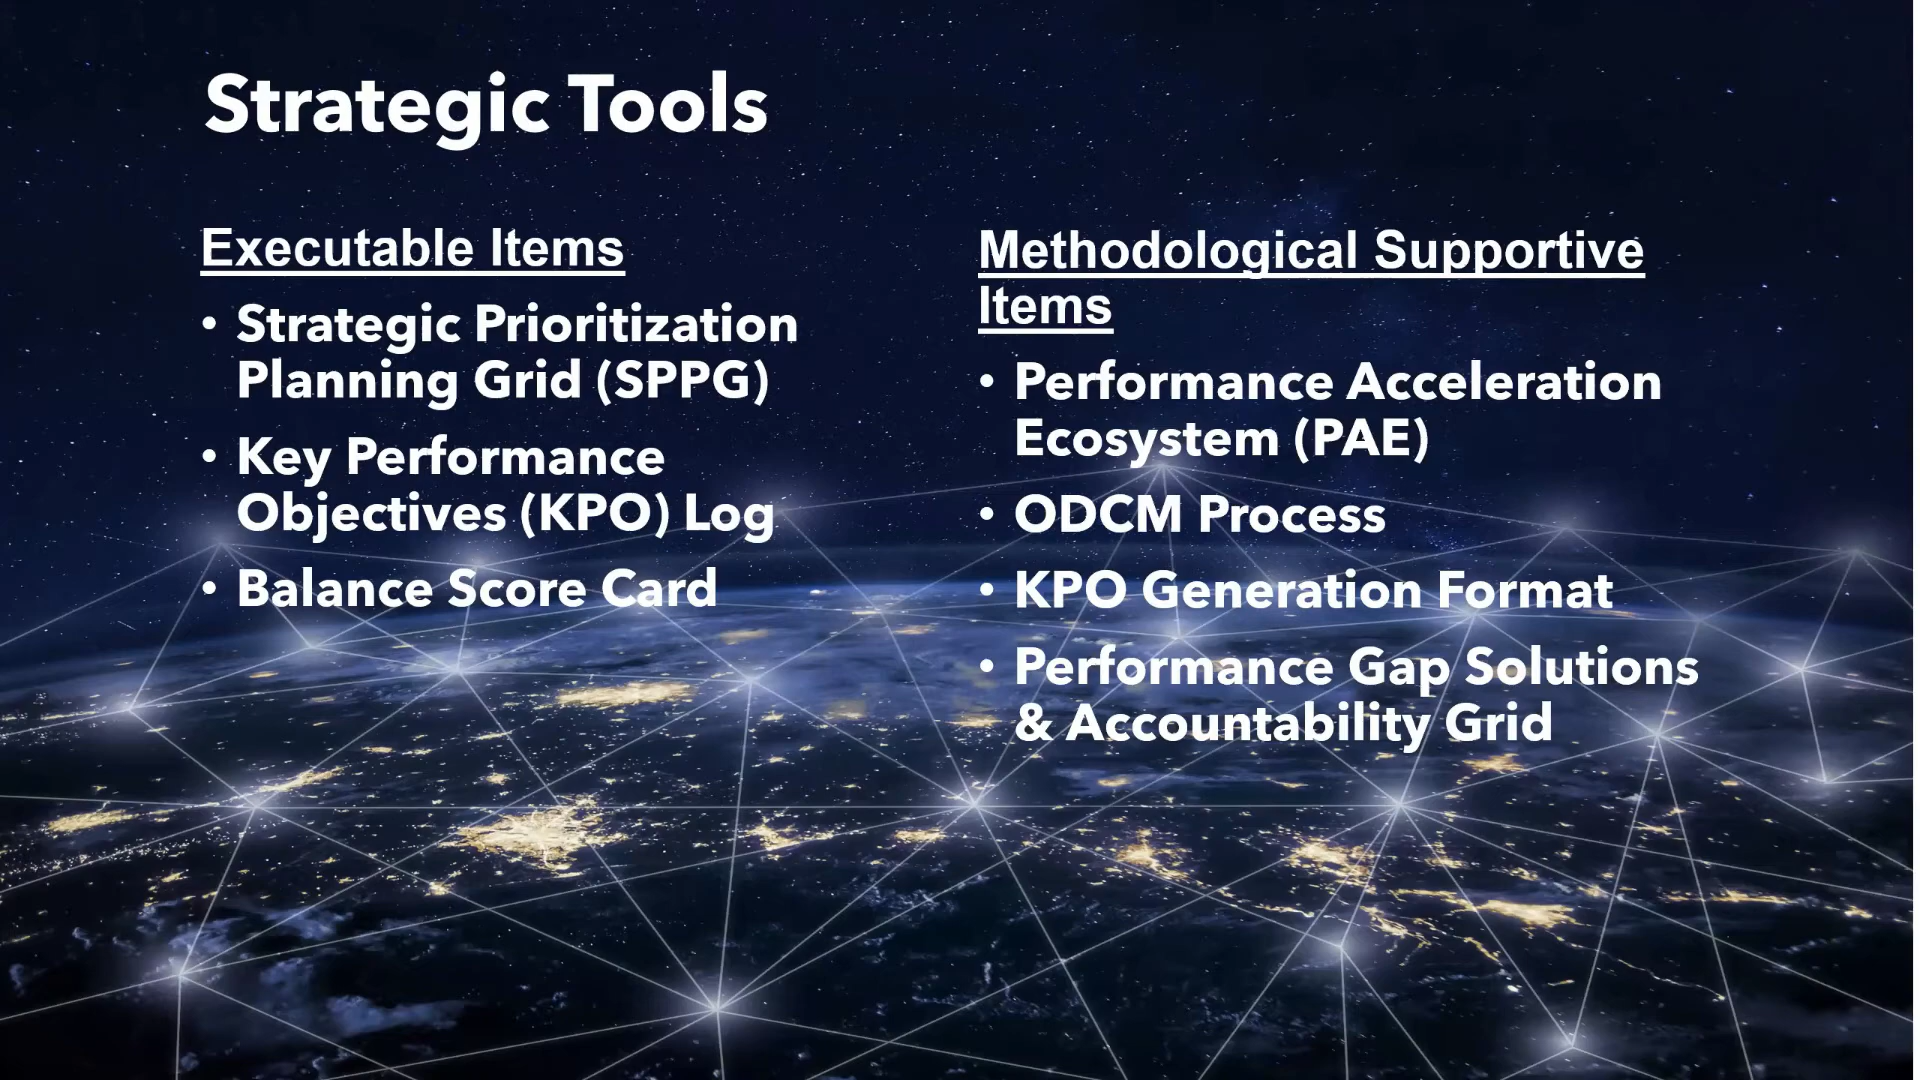 Strategic Tools
Executable Items
• Strategic Prioritization
Planning Grid (SPPG)
• Key Performance
Objectives (KPO) Log
• Balance Score Card
Methodological Supportive
Items
• Performance Acceleration
Ecosystem (PAE)
• ODCM Process
• KPO Generation Format
• Performance Gap Solutions
& Accountability Grid